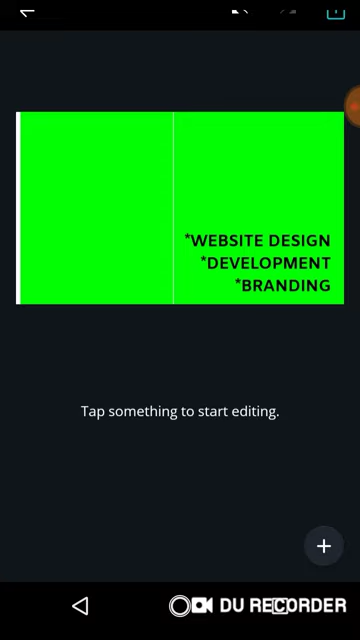 *WEBSITE DESIGN
*DEVELOPMENT
*BRANDING
Tap something to start editing.
DU RECORDER